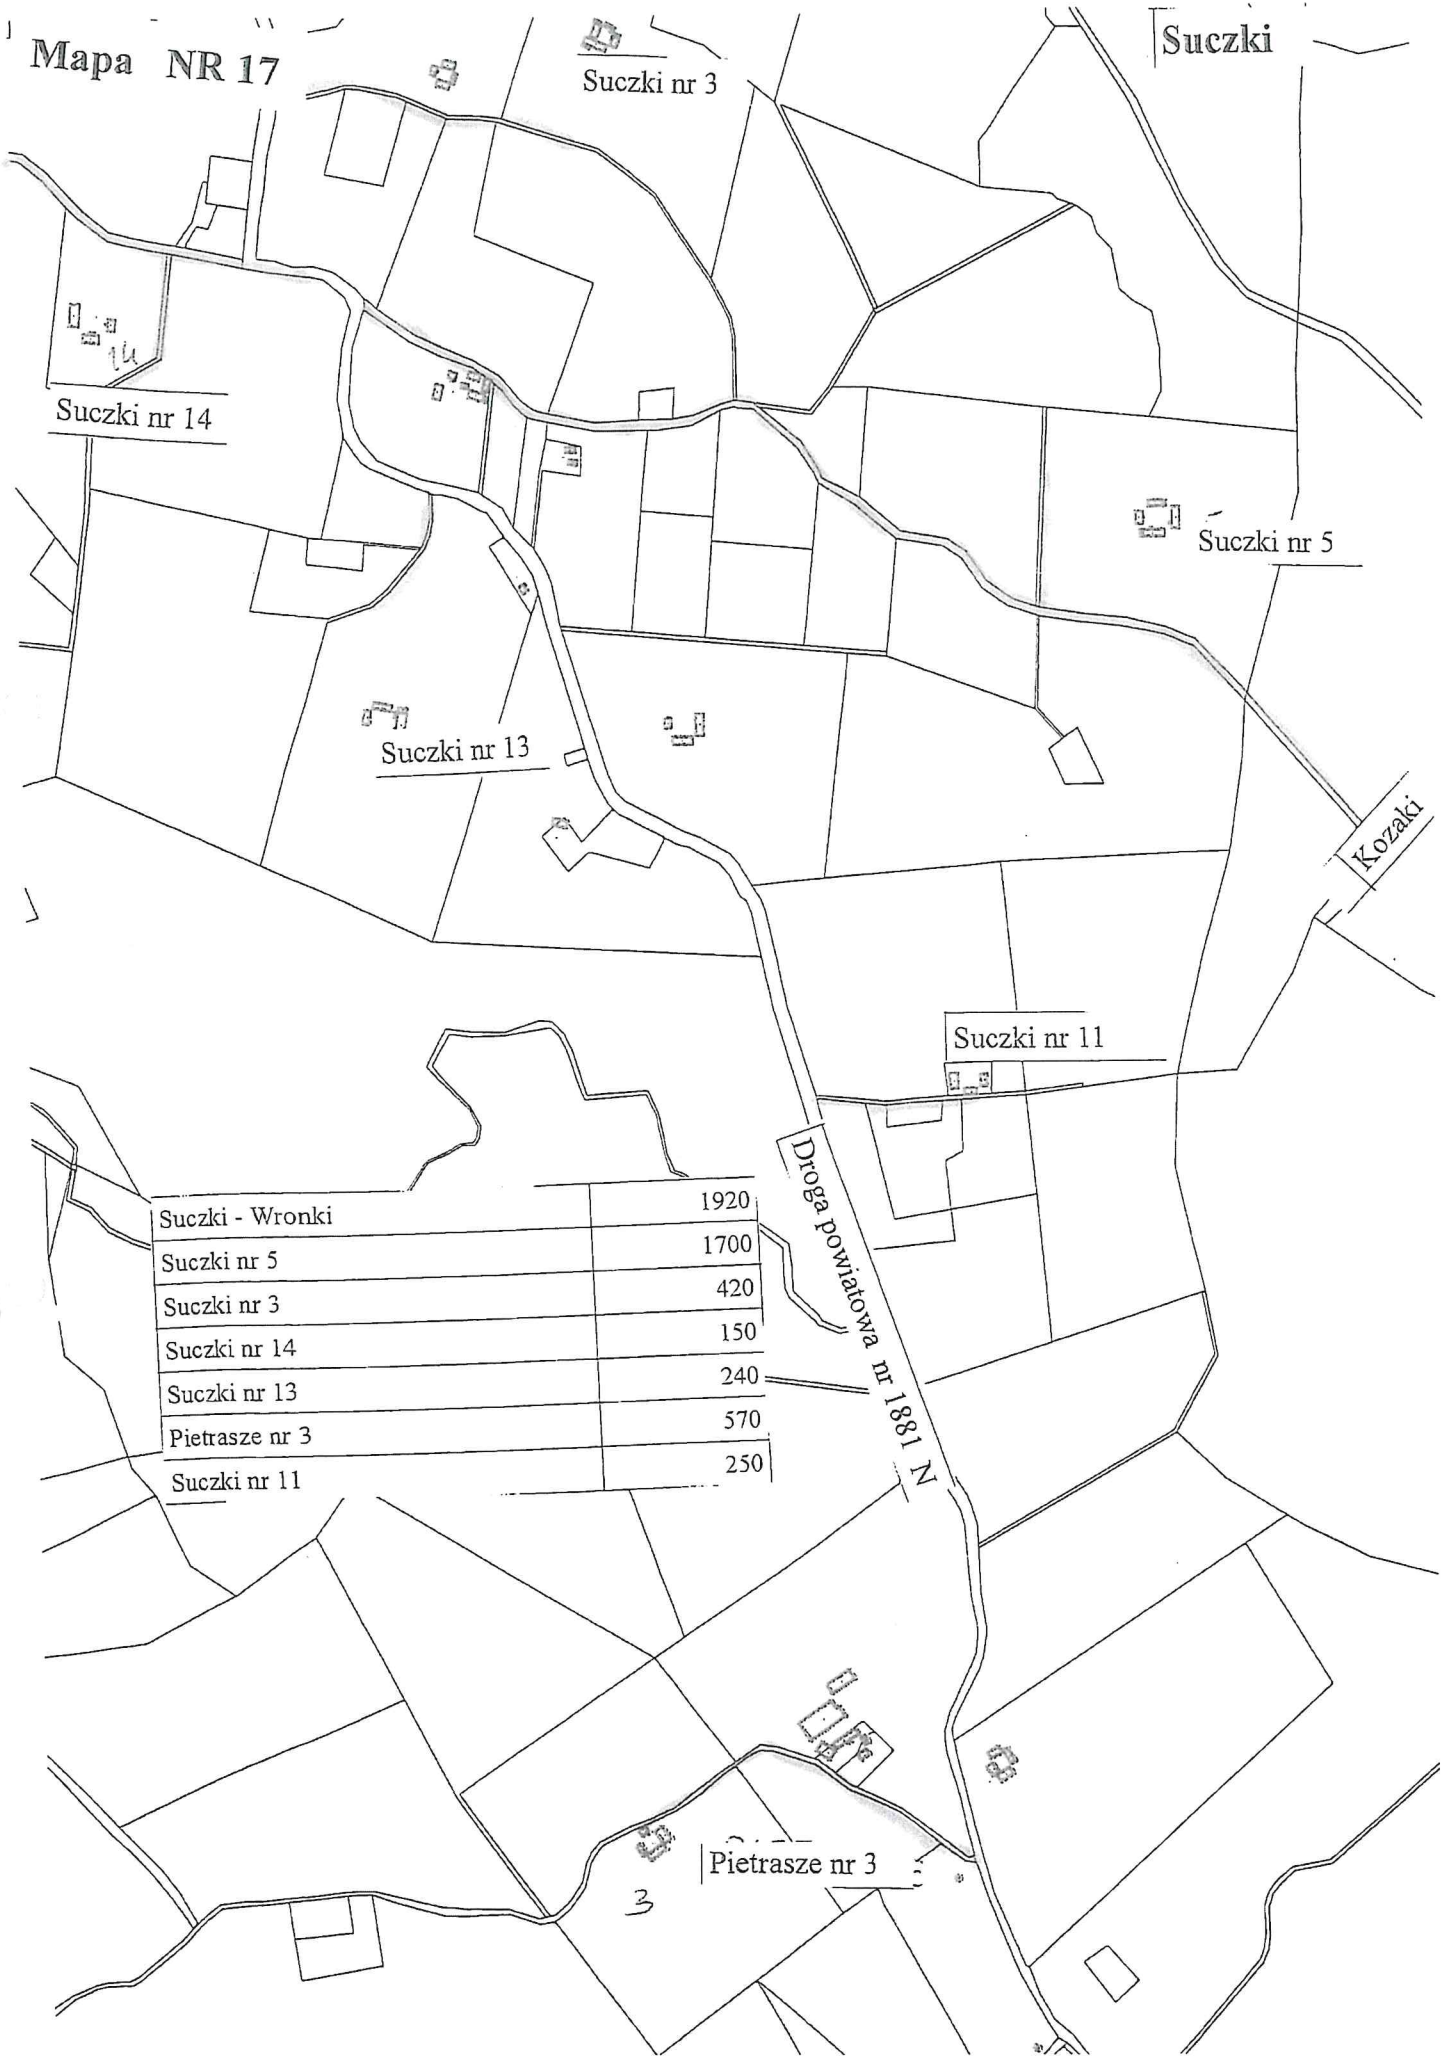 Mapa NR 17
Suczki
Suczki nr 3
14
Suczki nr 14
Suczki nr 5
Suczki nr 13
Kozaki
Suczki nr 11
Droga powiatowa nr 1881 N
Suczki - Wronki 1920
Suczki nr 5 1700
Suczki nr 3 420
Suczki nr 14 150
Suczki nr 13 240
Pietrasze nr 3 570
Suczki nr 11 250
Pietrasze nr 3
3